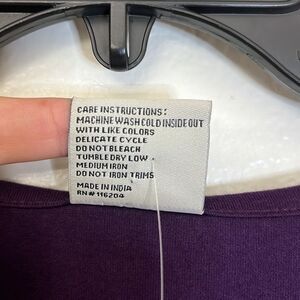 CARE INSTRUCTIONS:
MACHINE WASH COLD INSIDE OUT
WITH LIKE COLORS
DELICATE CYCLE
DO NOT BLEACH
TUMBLE DRY LOW
MEDIUM IRON
DO NOT IRON TRIMS
MADE IN INDIA
RN# 116204